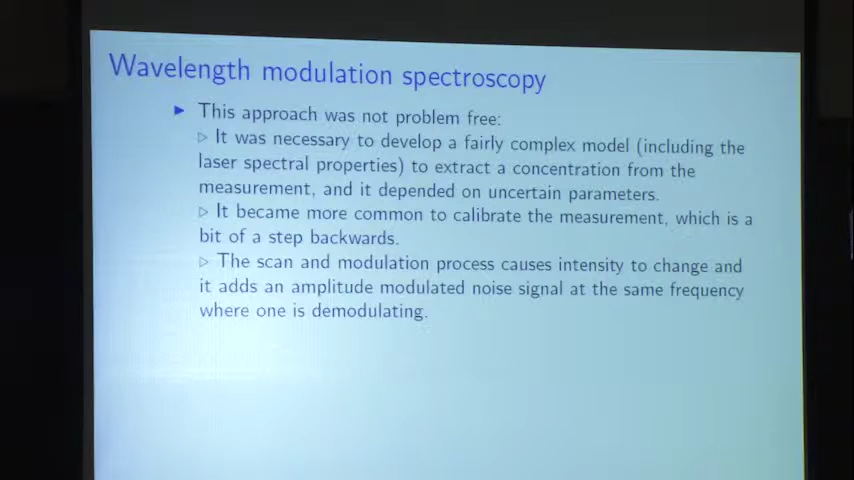 Wavelength modulation spectroscopy
▶ This approach was not problem free:
▷ It was necessary to develop a fairly complex model (including the
laser spectral properties) to extract a concentration from the
measurement, and it depended on uncertain parameters.
▷ It became more common to calibrate the measurement, which is a
bit of a step backwards.
▷ The scan and modulation process causes intensity to change and
it adds an amplitude modulated noise signal at the same frequency
where one is demodulating.